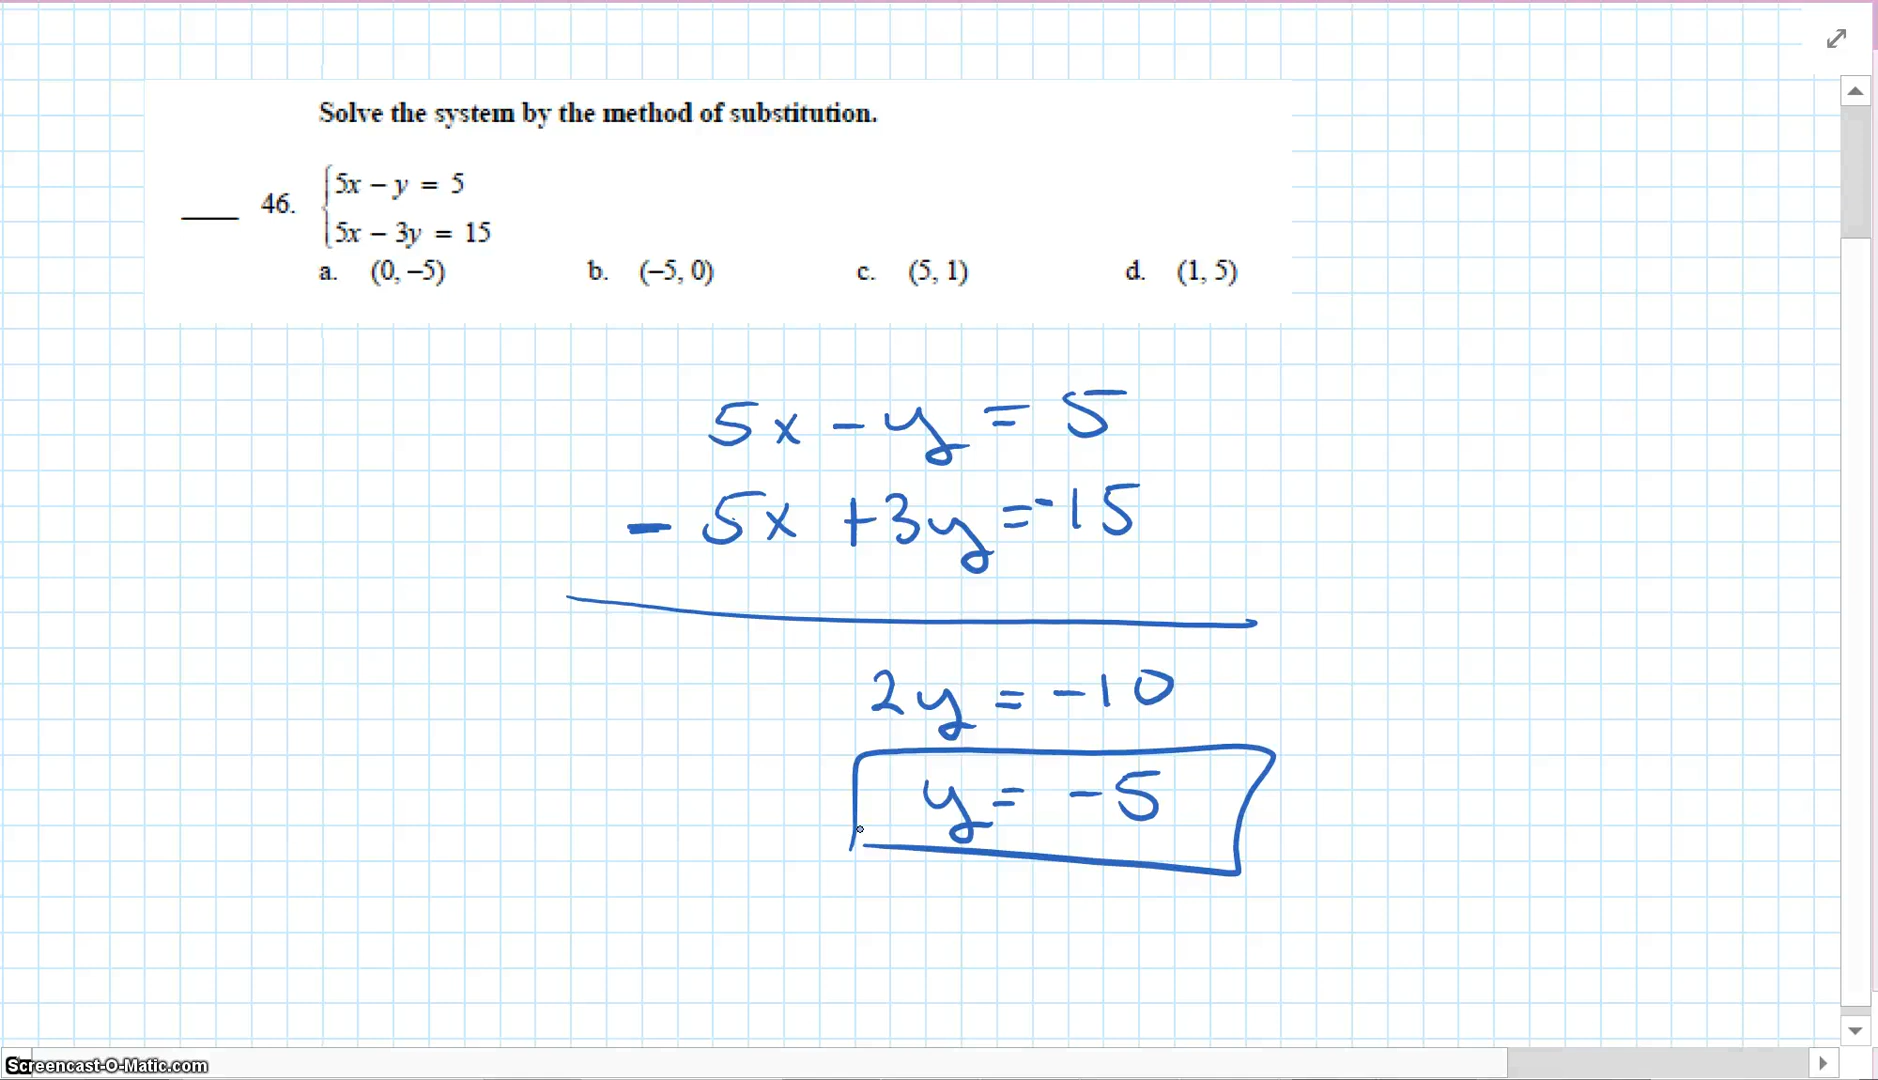 Solve the system by the method of substitution.
5x – y = 5
____ 46.
5x – 3y = 15
a. (0, –5) b. (–5, 0) c. (5, 1) d. (1, 5)
5x - y = 5
- 5x + 3y = -15
2y = -10
y = -5
Screencast-O-Matic.com